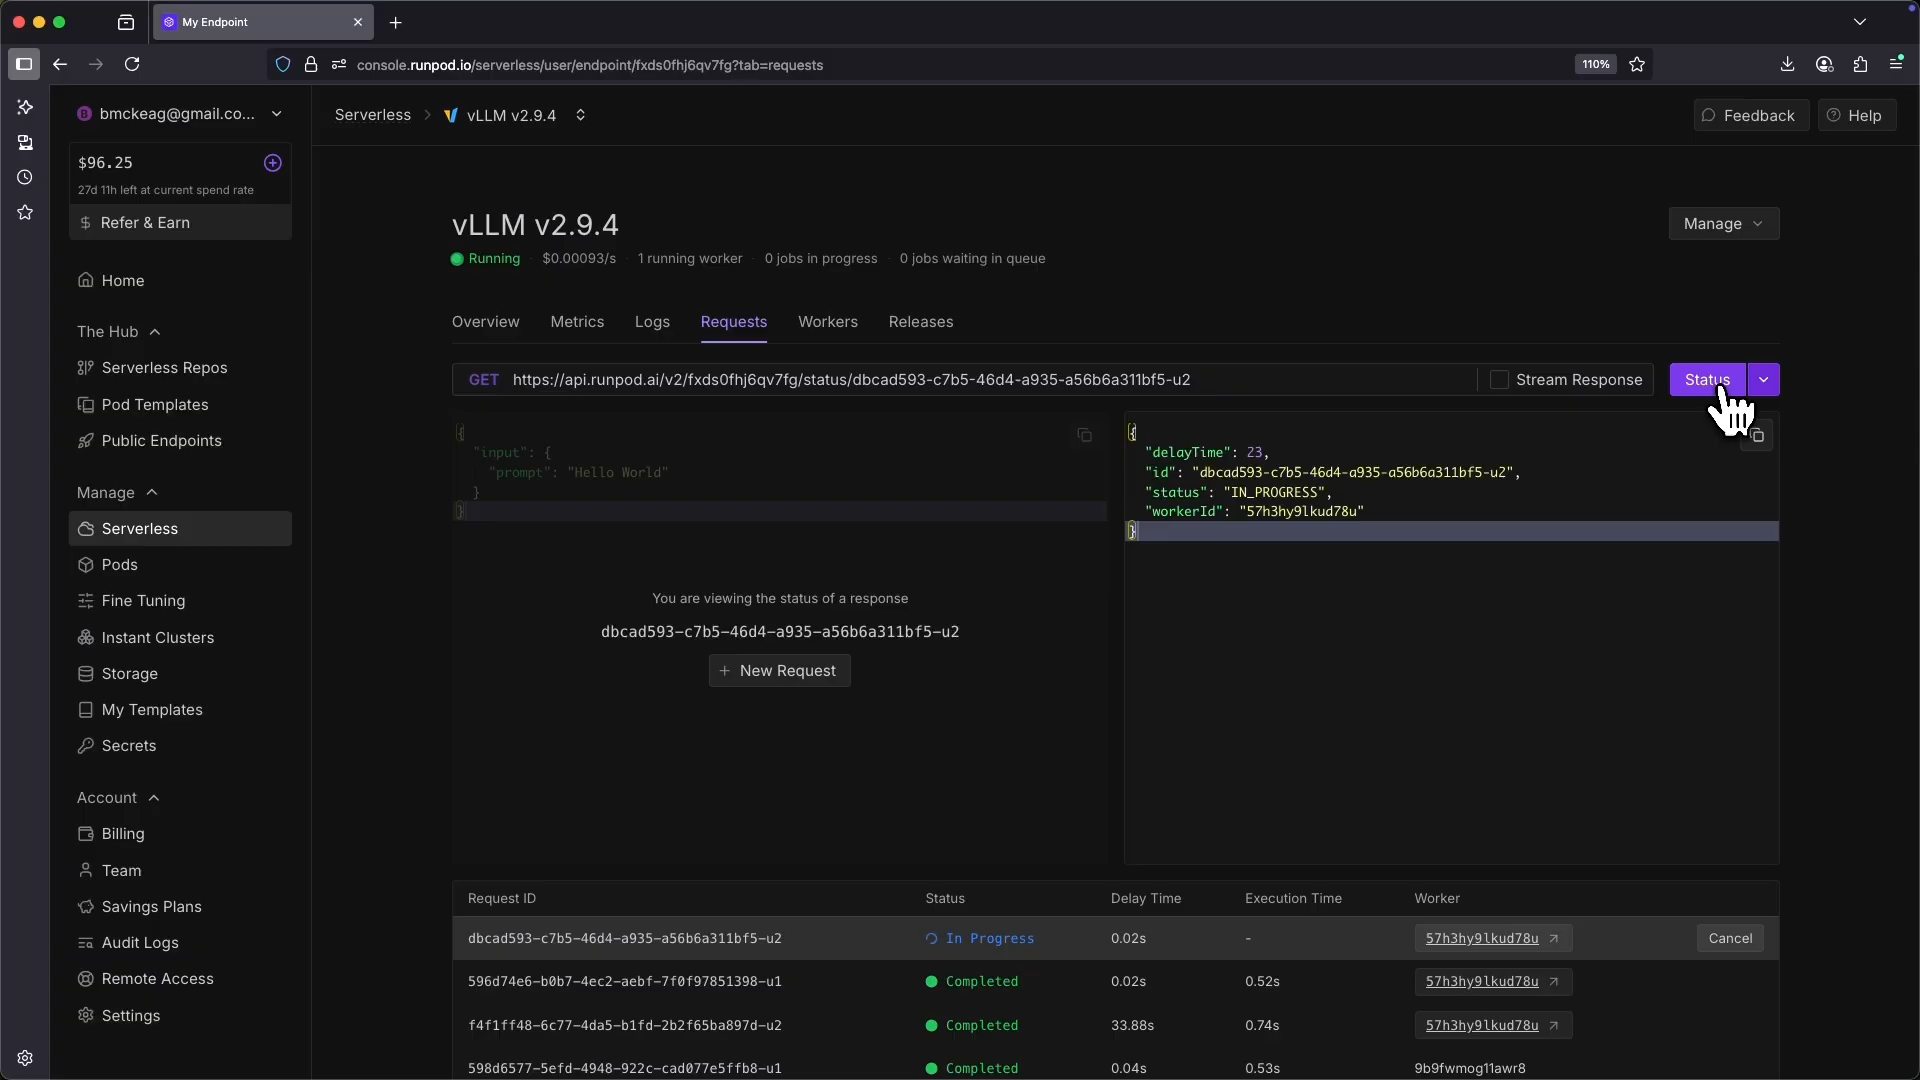 My Endpoint
console.runpod.io/serverless/user/endpoint/fxds0fhj6qv7fg?tab=requests
110%
B
bmckeag@gmail.co...
$96.25
27d 11h left at current spend rate
Refer & Earn
Home
The Hub
Serverless Repos
Pod Templates
Public Endpoints
Manage
Serverless
Pods
Fine Tuning
Instant Clusters
Storage
My Templates
Secrets
Account
Billing
Team
Savings Plans
Audit Logs
Remote Access
Settings
Serverless > vLLM v2.9.4
Feedback
Help
vLLM v2.9.4
Manage
Running · $0.00093/s · 1 running worker · 0 jobs in progress · 0 jobs waiting in queue
Overview Metrics Logs Requests Workers Releases
GET https://api.runpod.ai/v2/fxds0fhj6qv7fg/status/dbcad593-c7b5-46d4-a935-a56b6a311bf5-u2
Stream Response
Status
{
"input": {
"prompt": "Hello World"
}
}
You are viewing the status of a response
dbcad593-c7b5-46d4-a935-a56b6a311bf5-u2
+ New Request
{
"delayTime": 23,
"id": "dbcad593-c7b5-46d4-a935-a56b6a311bf5-u2",
"status": "IN_PROGRESS",
"workerId": "57h3hy9lkud78u"
}
Request ID Status Delay Time Execution Time Worker
dbcad593-c7b5-46d4-a935-a56b6a311bf5-u2 In Progress 0.02s - 57h3hy9lkud78u Cancel
596d74e6-b0b7-4ec2-aebf-7f0f97851398-u1 Completed 0.02s 0.52s 57h3hy9lkud78u
f4f1ff48-6c77-4da5-b1fd-2b2f65ba897d-u2 Completed 33.88s 0.74s 57h3hy9lkud78u
598d6577-5efd-4948-922c-cad077e5ffb8-u1 Completed 0.04s 0.53s 9b9fwmog11awr8